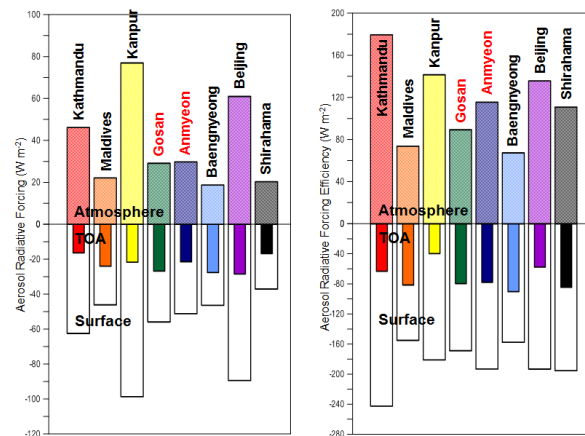 Aerosol Radiative Forcing (W m-2)
100
80
60
40
20
0
-20
-40
-60
-80
-100
-120
Kathmandu
Maldives
Kanpur
Gosan
Anmyeon
Baengnyeong
Beijing
Shirahama
Atmosphere
TOA
Surface
Aerosol Radiative Forcing Efficiency (W m-2)
200
160
120
80
40
0
-40
-80
-120
-160
-200
-240
-280
Kathmandu
Maldives
Kanpur
Gosan
Anmyeon
Baengnyeong
Beijing
Shirahama
Atmosphere
TOA
Surface